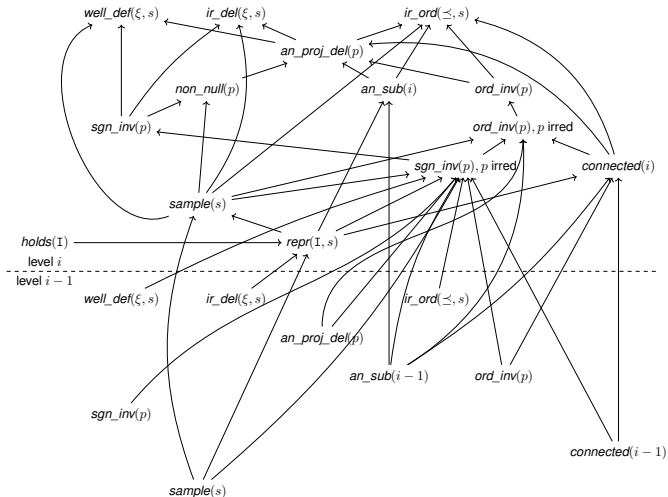 well_def(ξ, s)
ir_del(ξ, s)
ir_ord(⪯, s)
an_proj_del(p)
non_null(p)
an_sub(i)
ord_inv(p)
sgn_inv(p)
ord_inv(p), p irred
sgn_inv(p), p irred
connected(i)
sample(s)
holds(I)
repr(I, s)
level i
level i−1
well_def(ξ, s)
ir_del(ξ, s)
ir_ord(⪯, s)
an_proj_del(p)
an_sub(i−1)
ord_inv(p)
sgn_inv(p)
connected(i−1)
sample(s)